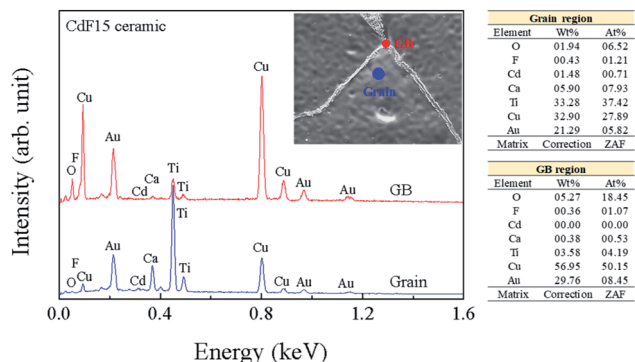 CdF15 ceramic
Intensity (arb. unit)
Energy (keV)
0.0 0.4 0.8 1.2 1.6
O F Cu Au Cd Ca Ti Ti Cu Cu Au Au
GB
O F Cu Au Cd Ca Ti Ti Cu Cu Au Au
Grain
GB
Grain
Grain region
Element Wt% At%
O 01.94 06.52
F 00.43 01.21
Cd 01.48 00.71
Ca 05.90 07.93
Ti 33.28 37.42
Cu 32.90 27.89
Au 21.29 05.82
Matrix Correction ZAF
GB region
Element Wt% At%
O 05.27 18.45
F 00.36 01.07
Cd 00.00 00.00
Ca 00.38 00.53
Ti 03.58 04.19
Cu 56.95 50.15
Au 29.76 08.45
Matrix Correction ZAF